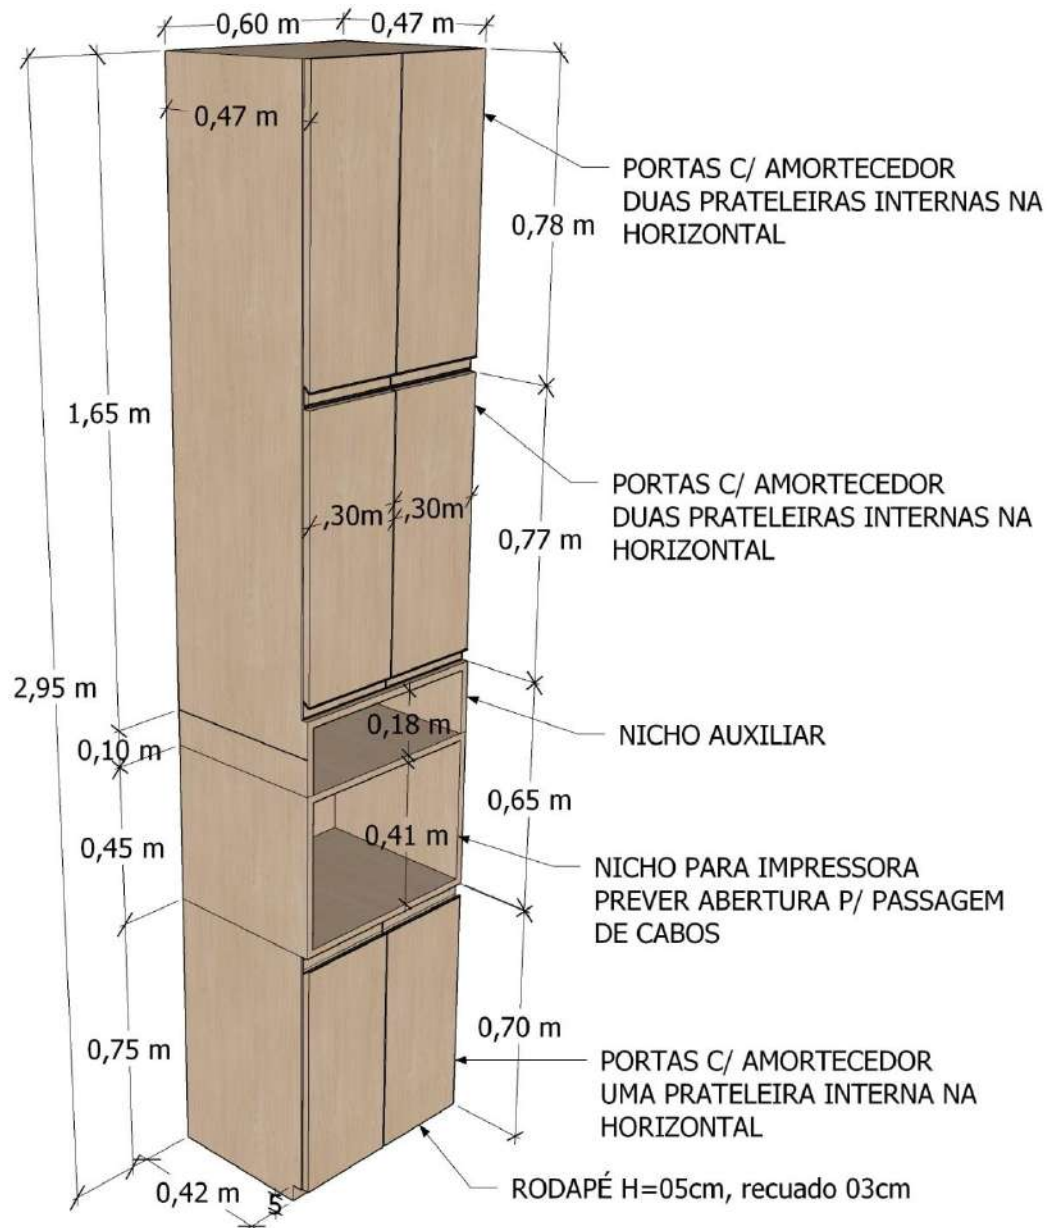 0,60 m
0,47 m
0,47 m
PORTAS C/ AMORTECEDOR
DUAS PRATELEIRAS INTERNAS NA
HORIZONTAL
0,78 m
1,65 m
PORTAS C/ AMORTECEDOR
DUAS PRATELEIRAS INTERNAS NA
HORIZONTAL
,30m
,30m
0,77 m
2,95 m
0,18 m
NICHO AUXILIAR
0,10 m
0,65 m
0,45 m
0,41 m
NICHO PARA IMPRESSORA
PREVER ABERTURA P/ PASSAGEM
DE CABOS
0,70 m
0,75 m
PORTAS C/ AMORTECEDOR
UMA PRATELEIRA INTERNA NA
HORIZONTAL
0,42 m
5
RODAPÉ H=05cm, recuado 03cm